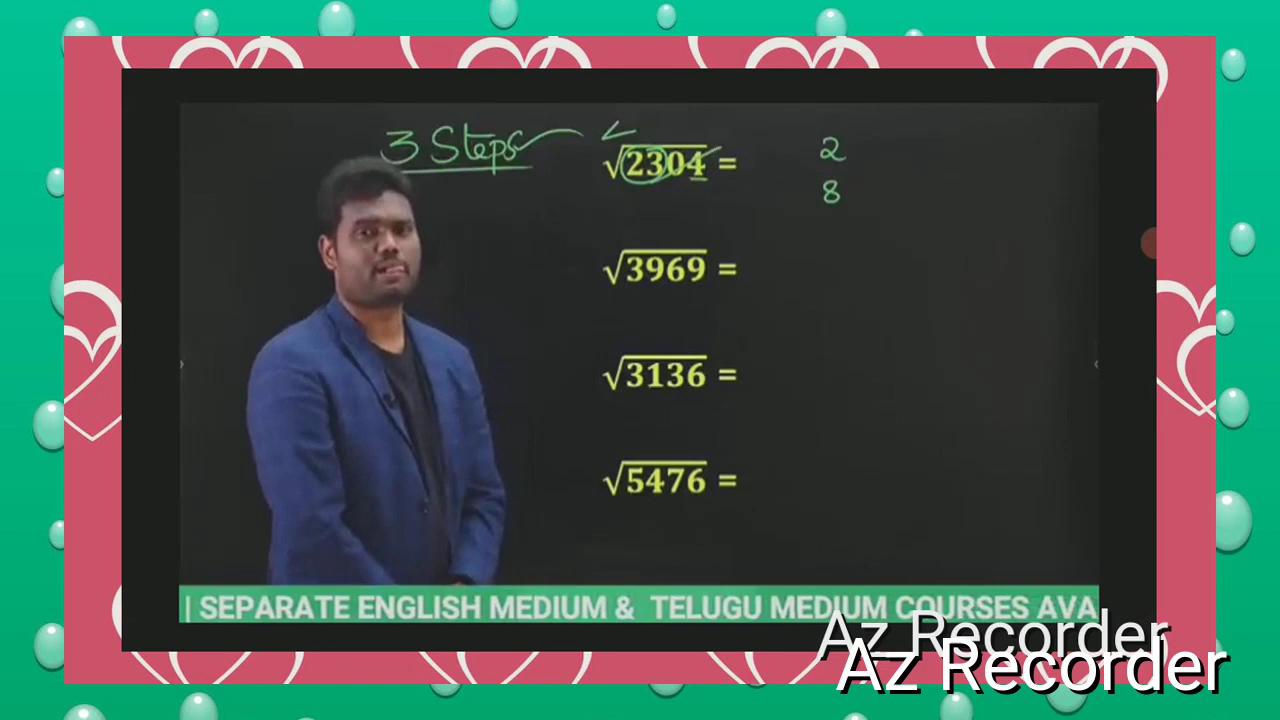 3 Steps
√2304 =
2
8
√3969 =
√3136 =
√5476 =
| SEPARATE ENGLISH MEDIUM & TELUGU MEDIUM COURSES AVA
Az Recorder
Az Recorder